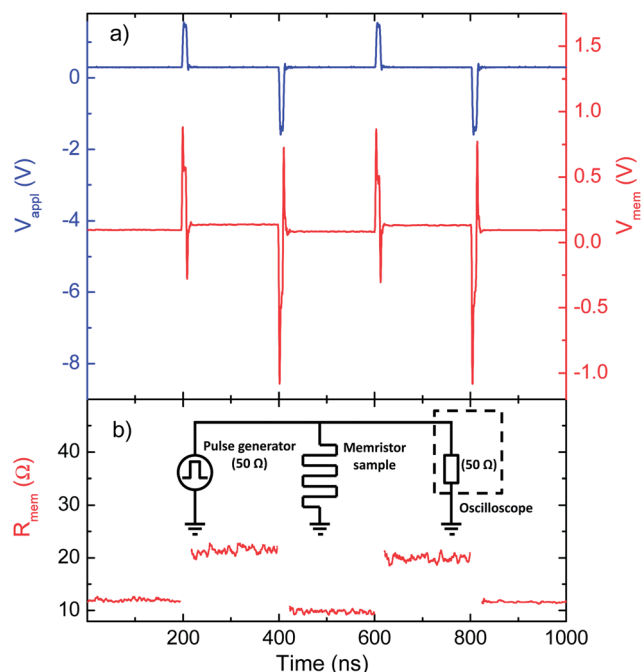 a)
0
-2
-4
-6
-8
V_appl (V)
1.5
1.0
0.5
0.0
-0.5
-1.0
V_mem (V)
b)
Pulse generator
(50 Ω)
Memristor
sample
(50 Ω)
Oscilloscope
40
30
20
10
R_mem (Ω)
200 400 600 800 1000
Time (ns)